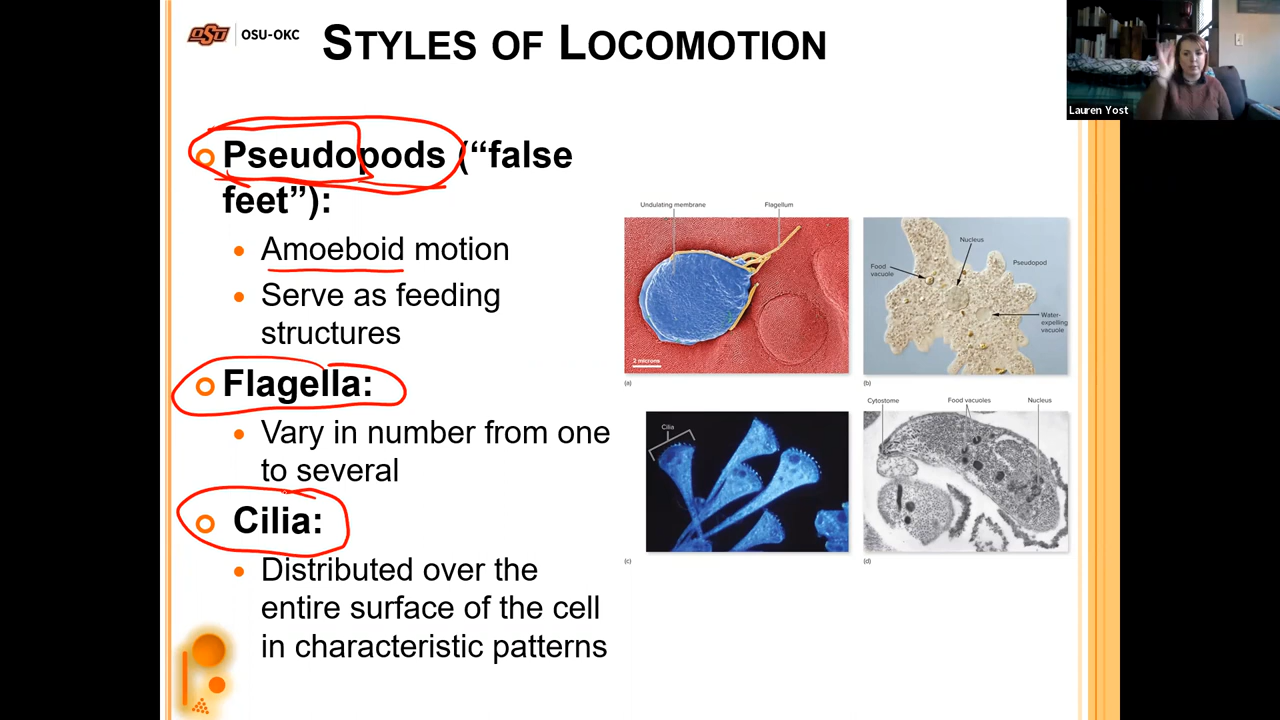 OSU
OSU-OKC
STYLES OF LOCOMOTION
Lauren Yost
Pseudopods (“false
feet”):
Amoeboid motion
Serve as feeding
structures
Flagella:
Vary in number from one
to several
Cilia:
Distributed over the
entire surface of the cell
in characteristic patterns
Undulating membrane
Flagellum
2 microns
(a)
Nucleus
Food
vacuole
Pseudopod
Water-
expelling
vacuole
(b)
Cilia
(c)
Cytostome
Food vacuoles
Nucleus
(d)